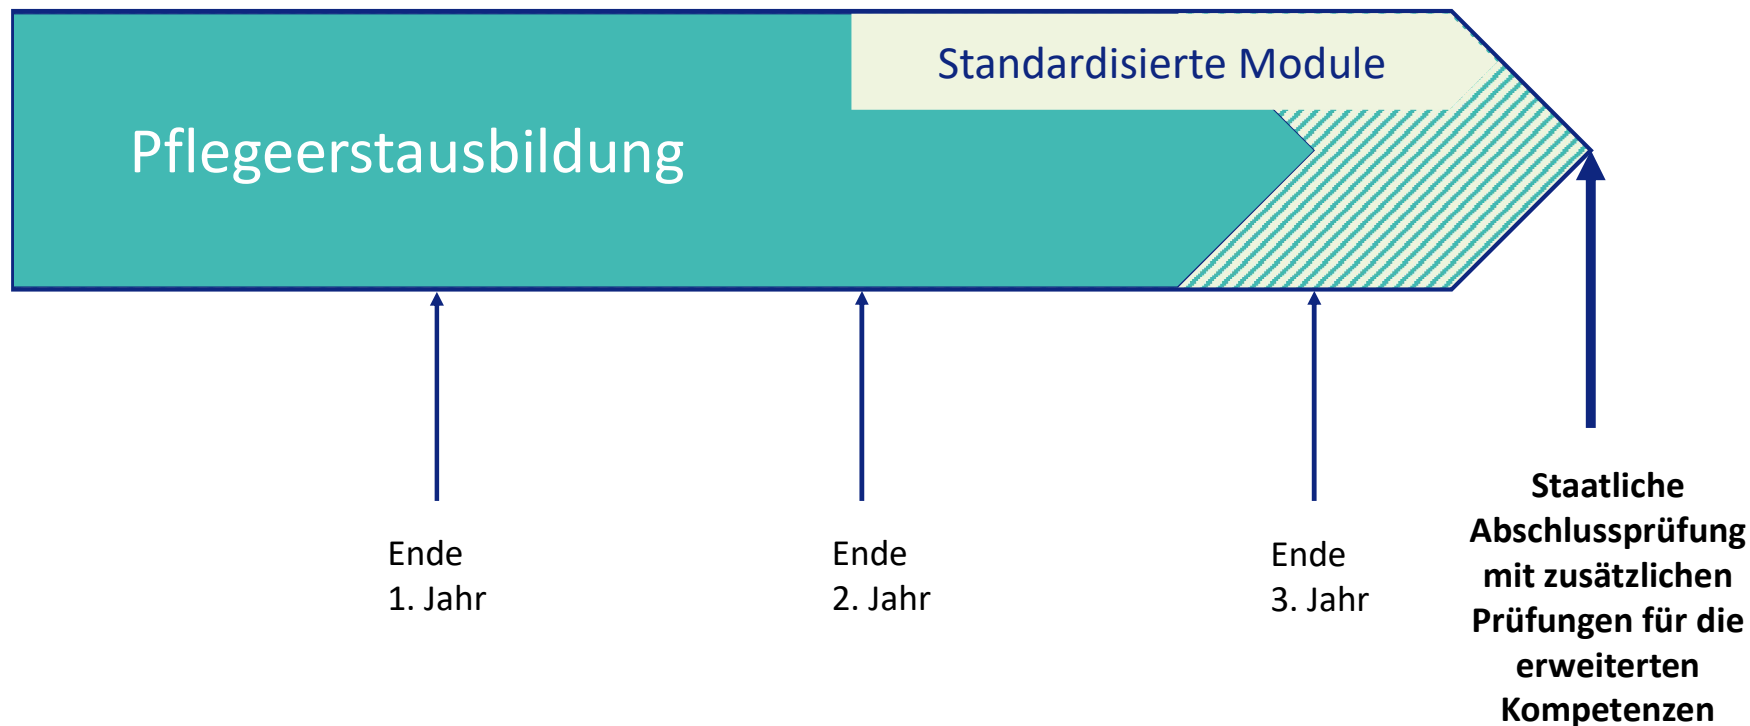 Standardisierte Module
Pflegeerstausbildung
Ende
1. Jahr
Ende
2. Jahr
Ende
3. Jahr
Staatliche
Abschlussprüfung
mit zusätzlichen
Prüfungen für die
erweiterten
Kompetenzen